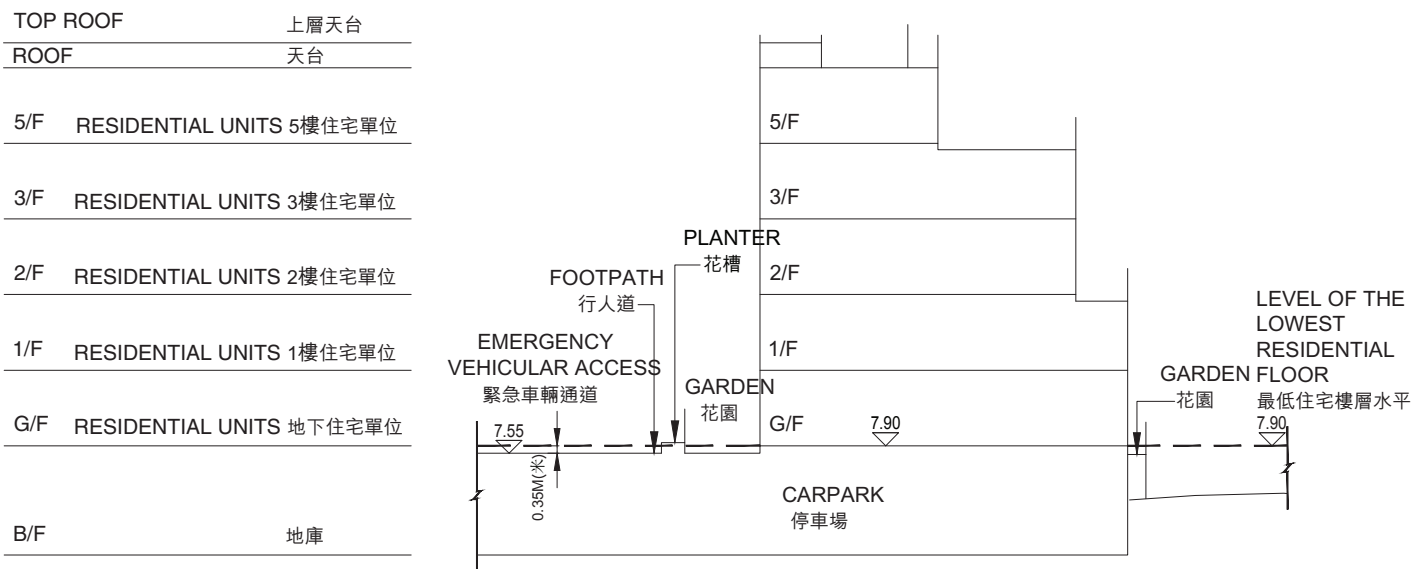 TOP ROOF 上層天台
ROOF 天台
5/F RESIDENTIAL UNITS 5樓住宅單位
3/F RESIDENTIAL UNITS 3樓住宅單位
2/F RESIDENTIAL UNITS 2樓住宅單位
1/F RESIDENTIAL UNITS 1樓住宅單位
G/F RESIDENTIAL UNITS 地下住宅單位
B/F 地庫
5/F
3/F
2/F
1/F
G/F
7.90
PLANTER
花槽
FOOTPATH
行人道
EMERGENCY
VEHICULAR ACCESS
緊急車輛通道
GARDEN
花園
7.55
0.35M(米)
CARPARK
停車場
GARDEN
花園
LEVEL OF THE
LOWEST
RESIDENTIAL
FLOOR
最低住宅樓層水平
7.90